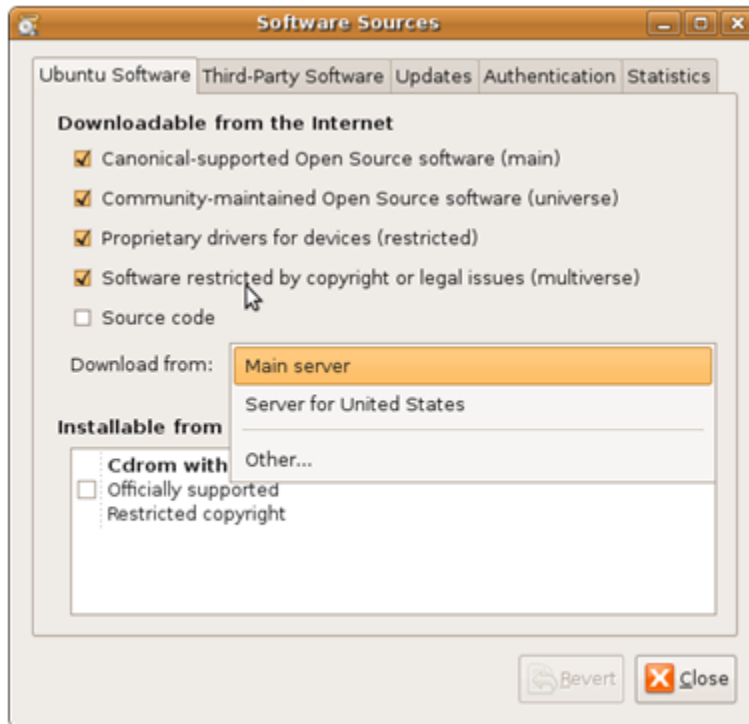 Software Sources
Ubuntu Software Third-Party Software Updates Authentication Statistics
Downloadable from the Internet
Canonical-supported Open Source software (main)
Community-maintained Open Source software (universe)
Proprietary drivers for devices (restricted)
Software restricted by copyright or legal issues (multiverse)
Source code
Download from: Main server
Server for United States
Other...
Installable from
Cdrom with
Officially supported
Restricted copyright
Revert Close